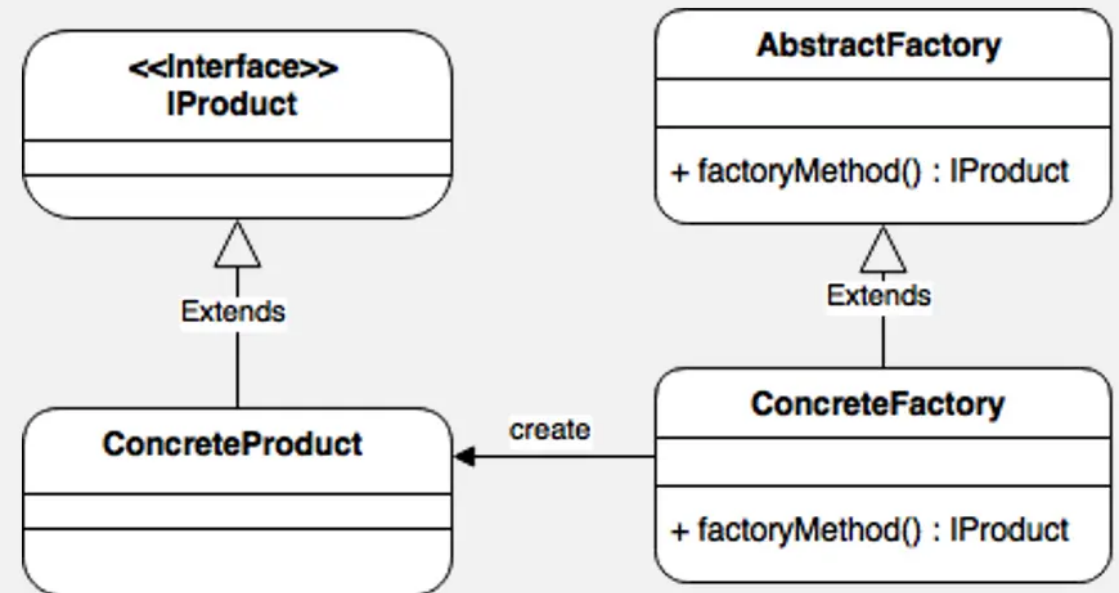 <<Interface>>
IProduct
AbstractFactory
+ factoryMethod() : IProduct
Extends
Extends
ConcreteProduct
create
ConcreteFactory
+ factoryMethod() : IProduct